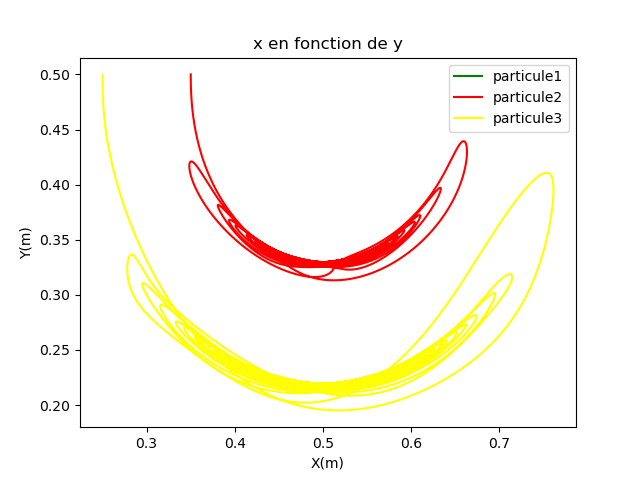 x en fonction de y
particule1
particule2
particule3
0.50
0.45
0.40
0.35
0.30
0.25
0.20
Y(m)
0.3 0.4 0.5 0.6 0.7
X(m)